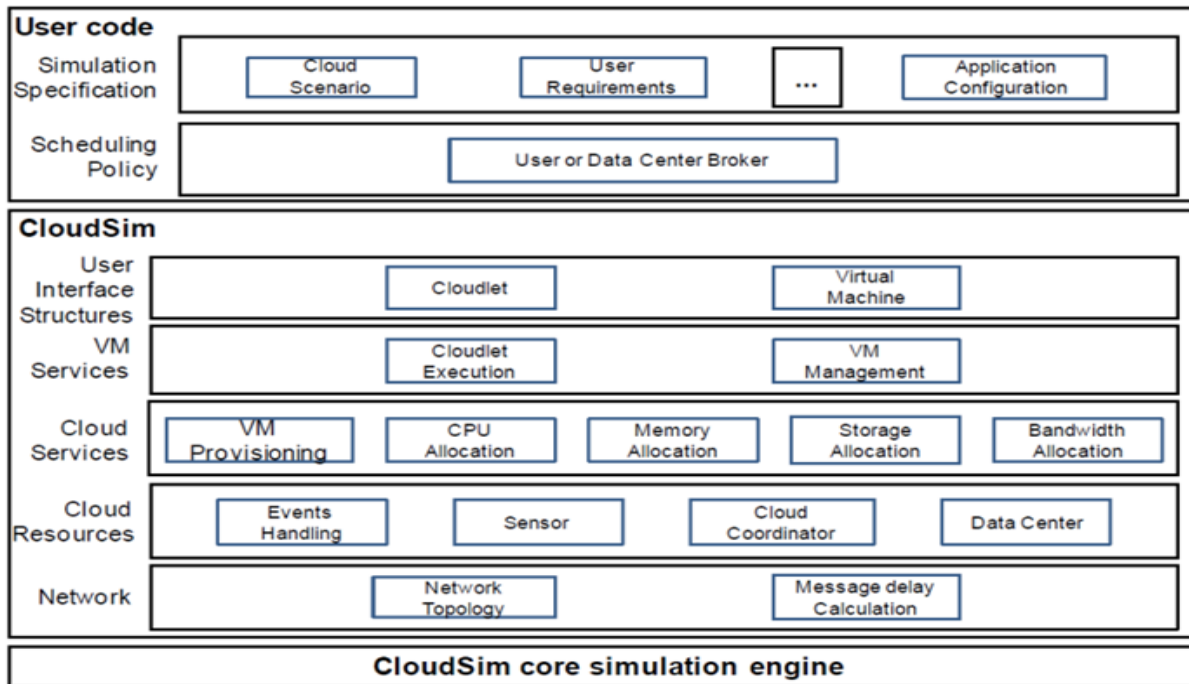 User code
Simulation
Specification
Cloud
Scenario
User
Requirements
...
Application
Configuration
Scheduling
Policy
User or Data Center Broker
CloudSim
User
Interface
Structures
Cloudlet
Virtual
Machine
VM
Services
Cloudlet
Execution
VM
Management
Cloud
Services
VM
Provisioning
CPU
Allocation
Memory
Allocation
Storage
Allocation
Bandwidth
Allocation
Cloud
Resources
Events
Handling
Sensor
Cloud
Coordinator
Data Center
Network
Network
Topology
Message delay
Calculation
CloudSim core simulation engine